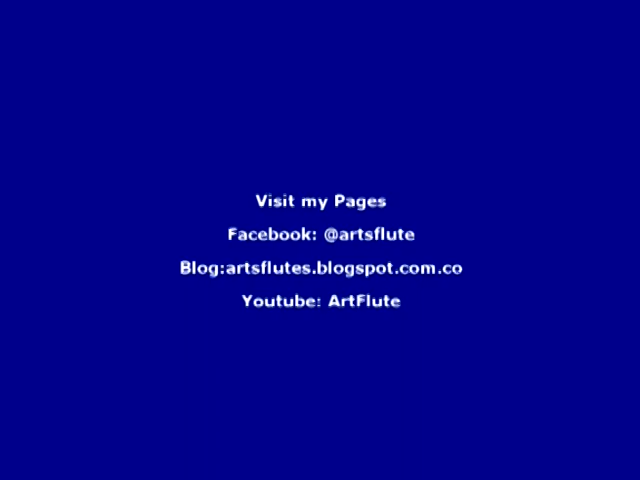 Visit my Pages
Facebook: @artsflute
Blog:artsflutes.blogspot.com.co
Youtube: ArtFlute